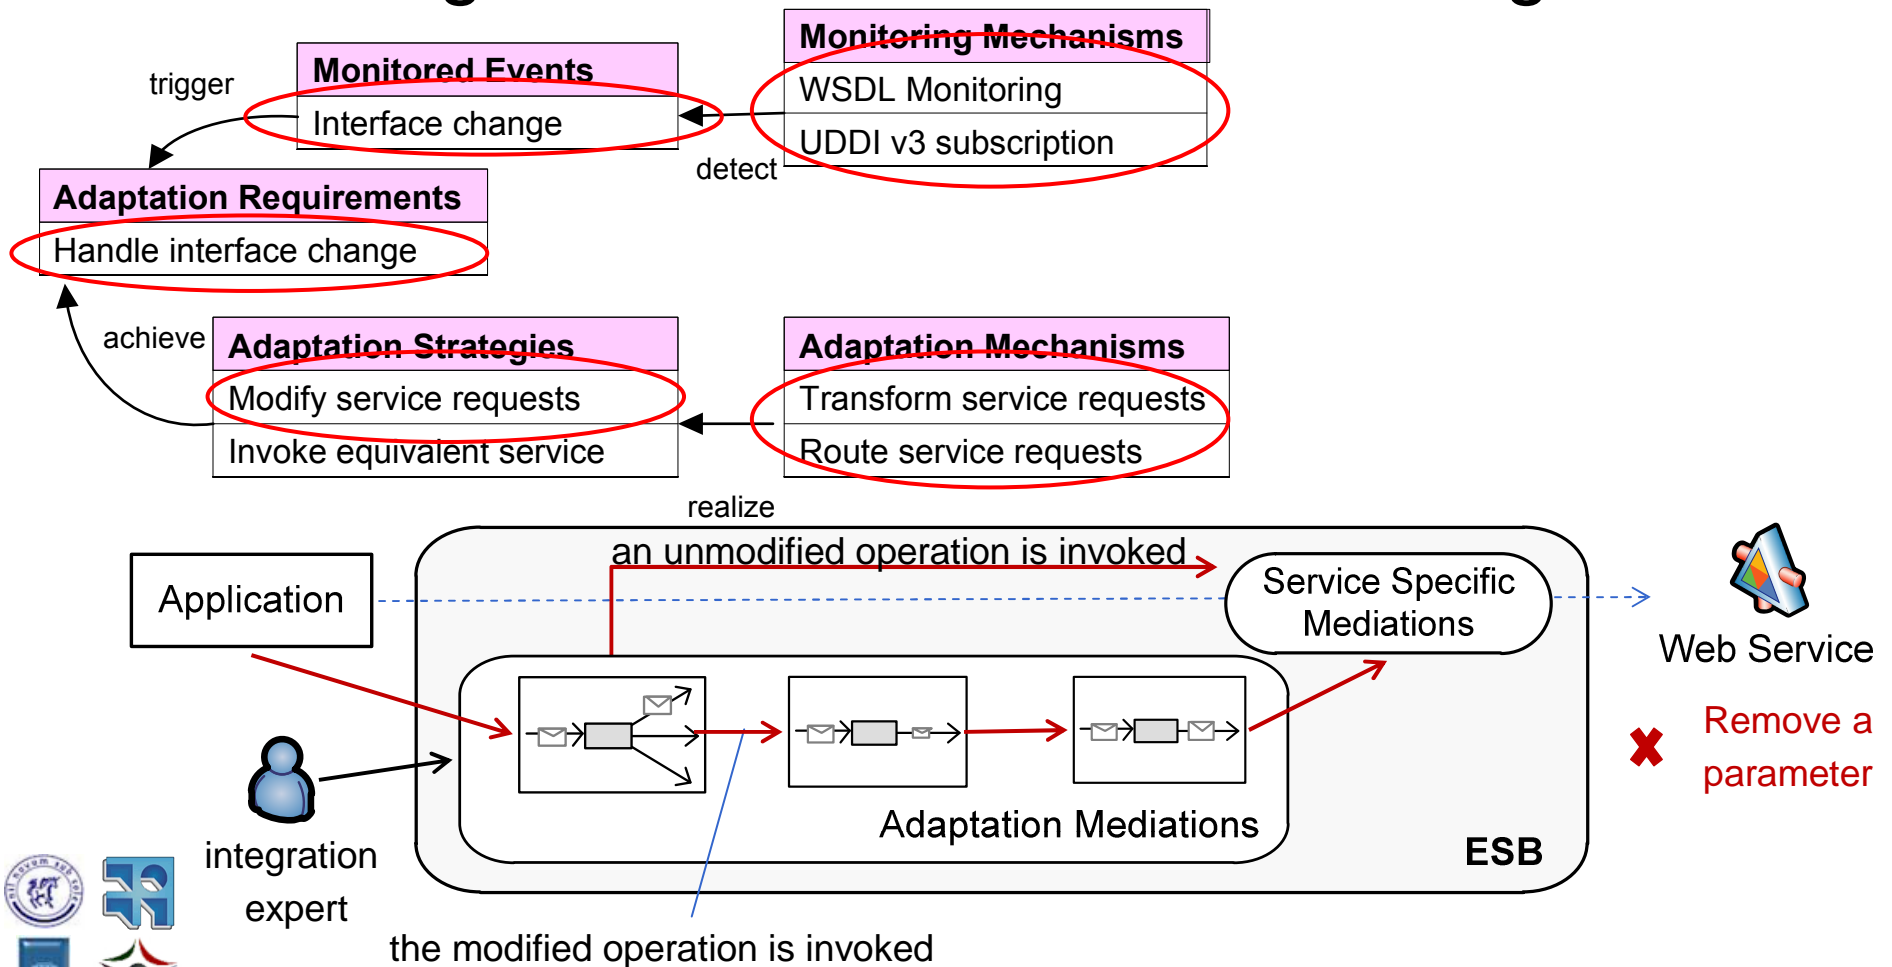 Monitoring Mechanisms
WSDL Monitoring
UDDI v3 subscription
Monitored Events
Interface change
trigger
detect
Adaptation Requirements
Handle interface change
achieve
Adaptation Strategies
Modify service requests
Invoke equivalent service
Adaptation Mechanisms
Transform service requests
Route service requests
realize
an unmodified operation is invoked
Application
Service Specific
Mediations
Web Service
Remove a
parameter
Adaptation Mediations
ESB
integration
expert
the modified operation is invoked